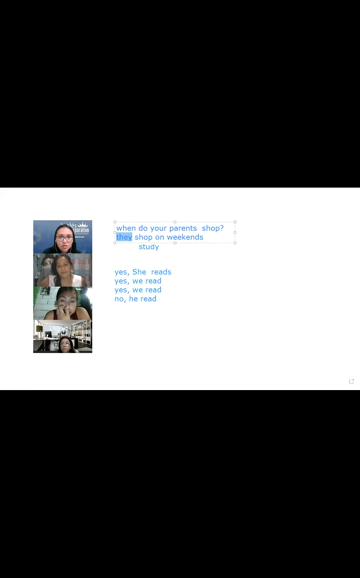 when do your parents  shop?
they shop on weekends
study
yes, She  reads
yes, we read
yes, we read
no, he read